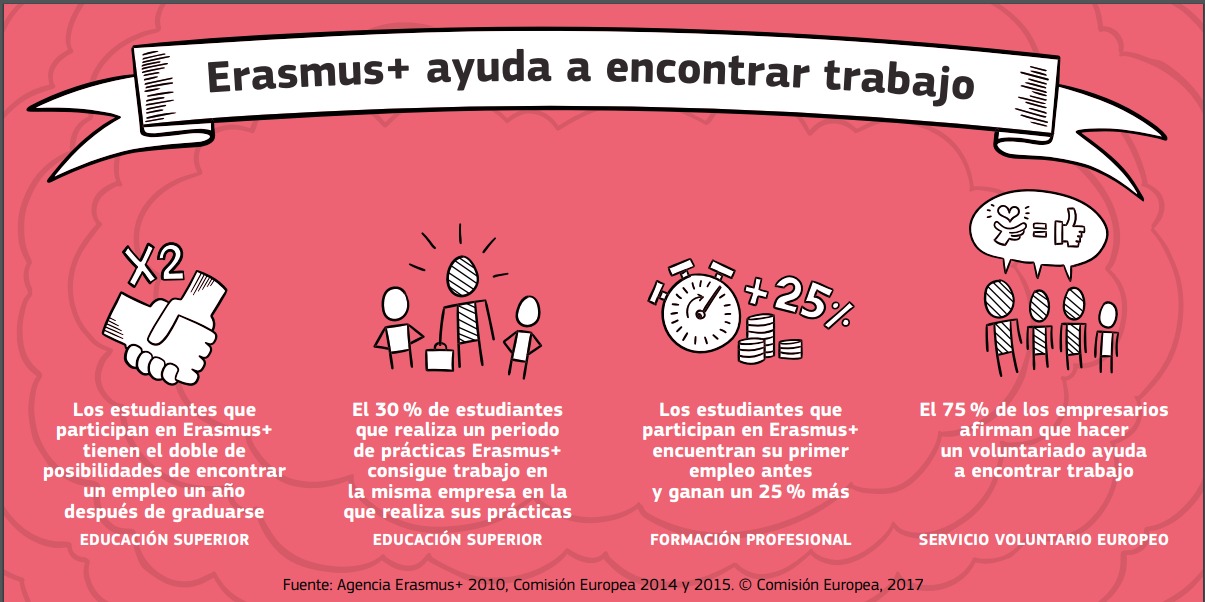 Erasmus+ ayuda a encontrar trabajo
X2
+25%
=
Los estudiantes que
participan en Erasmus+
tienen el doble de
posibilidades de encontrar
un empleo un año
después de graduarse
EDUCACIÓN SUPERIOR
El 30 % de estudiantes
que realiza un periodo
de prácticas Erasmus+
consigue trabajo en
la misma empresa en la
que realiza sus prácticas
EDUCACIÓN SUPERIOR
Los estudiantes que
participan en Erasmus+
encuentran su primer
empleo antes
y ganan un 25 % más
FORMACIÓN PROFESIONAL
El 75 % de los empresarios
afirman que hacer
un voluntariado ayuda
a encontrar trabajo
SERVICIO VOLUNTARIO EUROPEO
Fuente: Agencia Erasmus+ 2010, Comisión Europea 2014 y 2015. © Comisión Europea, 2017